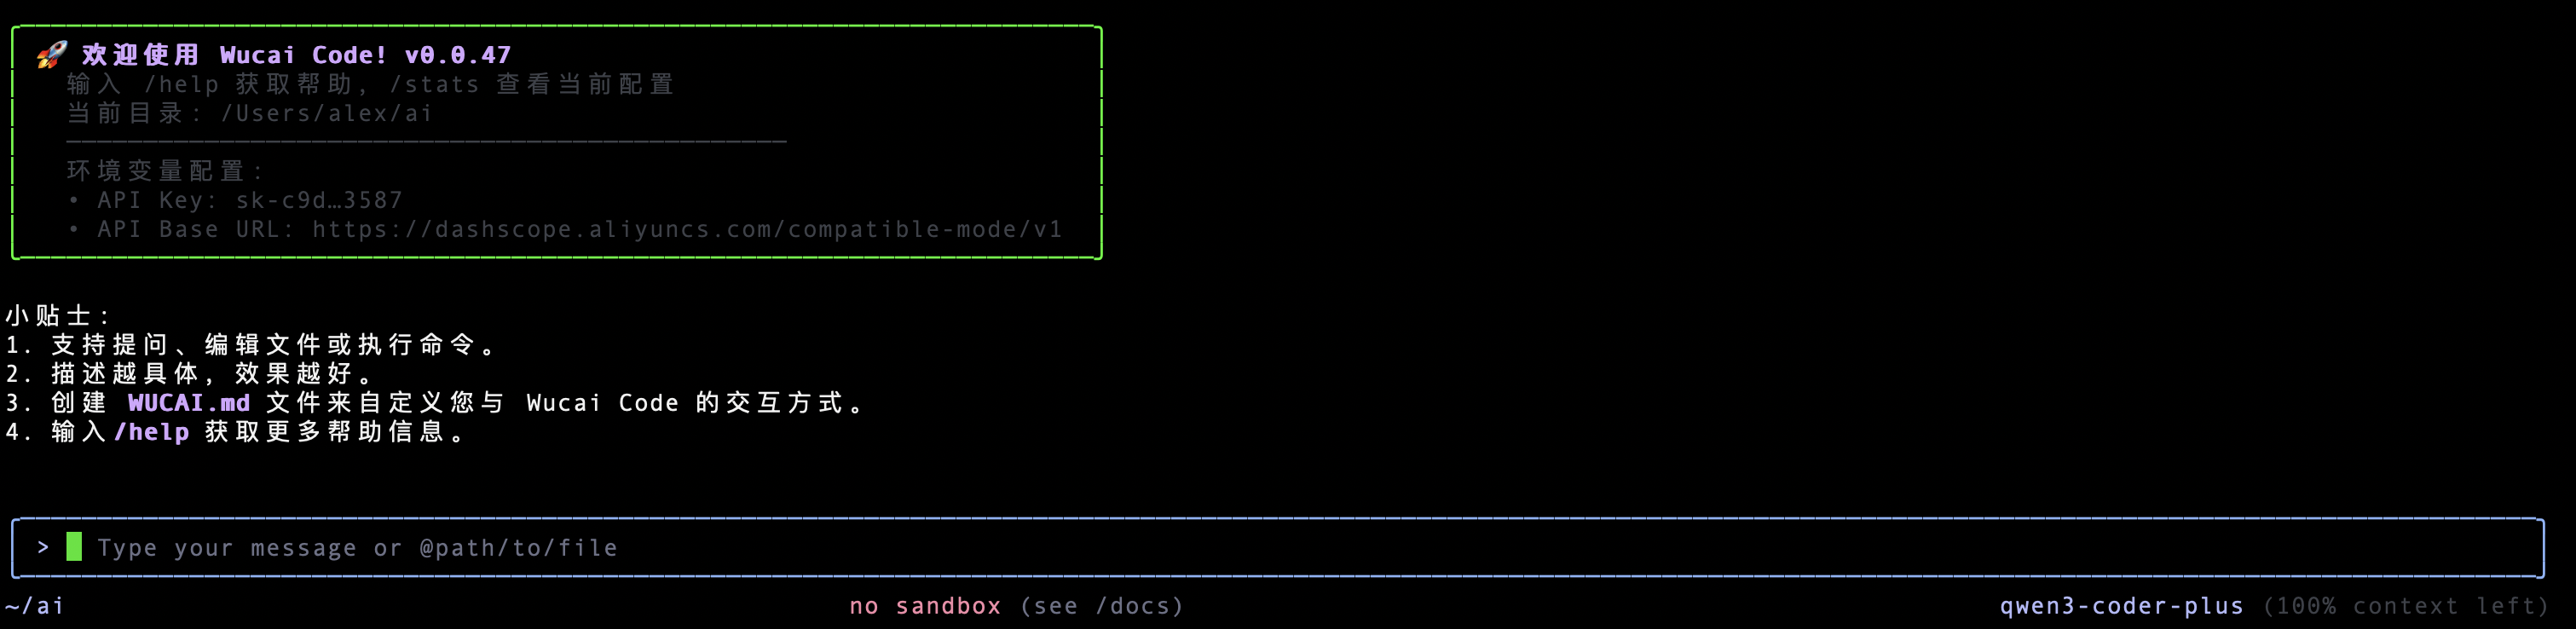 🚀 欢迎使用 Wucai Code! v0.0.47
输入 /help 获取帮助, /stats 查看当前配置
当前目录: /Users/alex/ai
环境变量配置:
• API Key: sk-c9d…3587
• API Base URL: https://dashscope.aliyuncs.com/compatible-mode/v1
小贴士:
1. 支持提问、编辑文件或执行命令。
2. 描述越具体, 效果越好。
3. 创建 WUCAI.md 文件来自定义您与 Wucai Code 的交互方式。
4. 输入/help 获取更多帮助信息。
> Type your message or @path/to/file
~/ai no sandbox (see /docs) qwen3-coder-plus (100% context left)